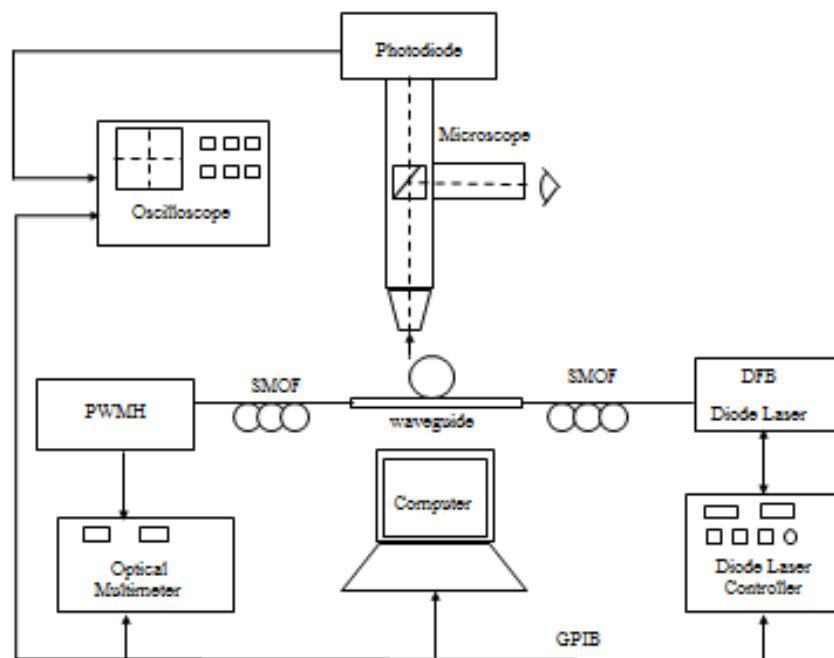 Photodiode
Microscope
Oscilloscope
SMOF
SMOF
DFB
Diode Laser
PWMH
waveguide
Computer
Optical
Multimeter
Diode Laser
Controller
GPIB